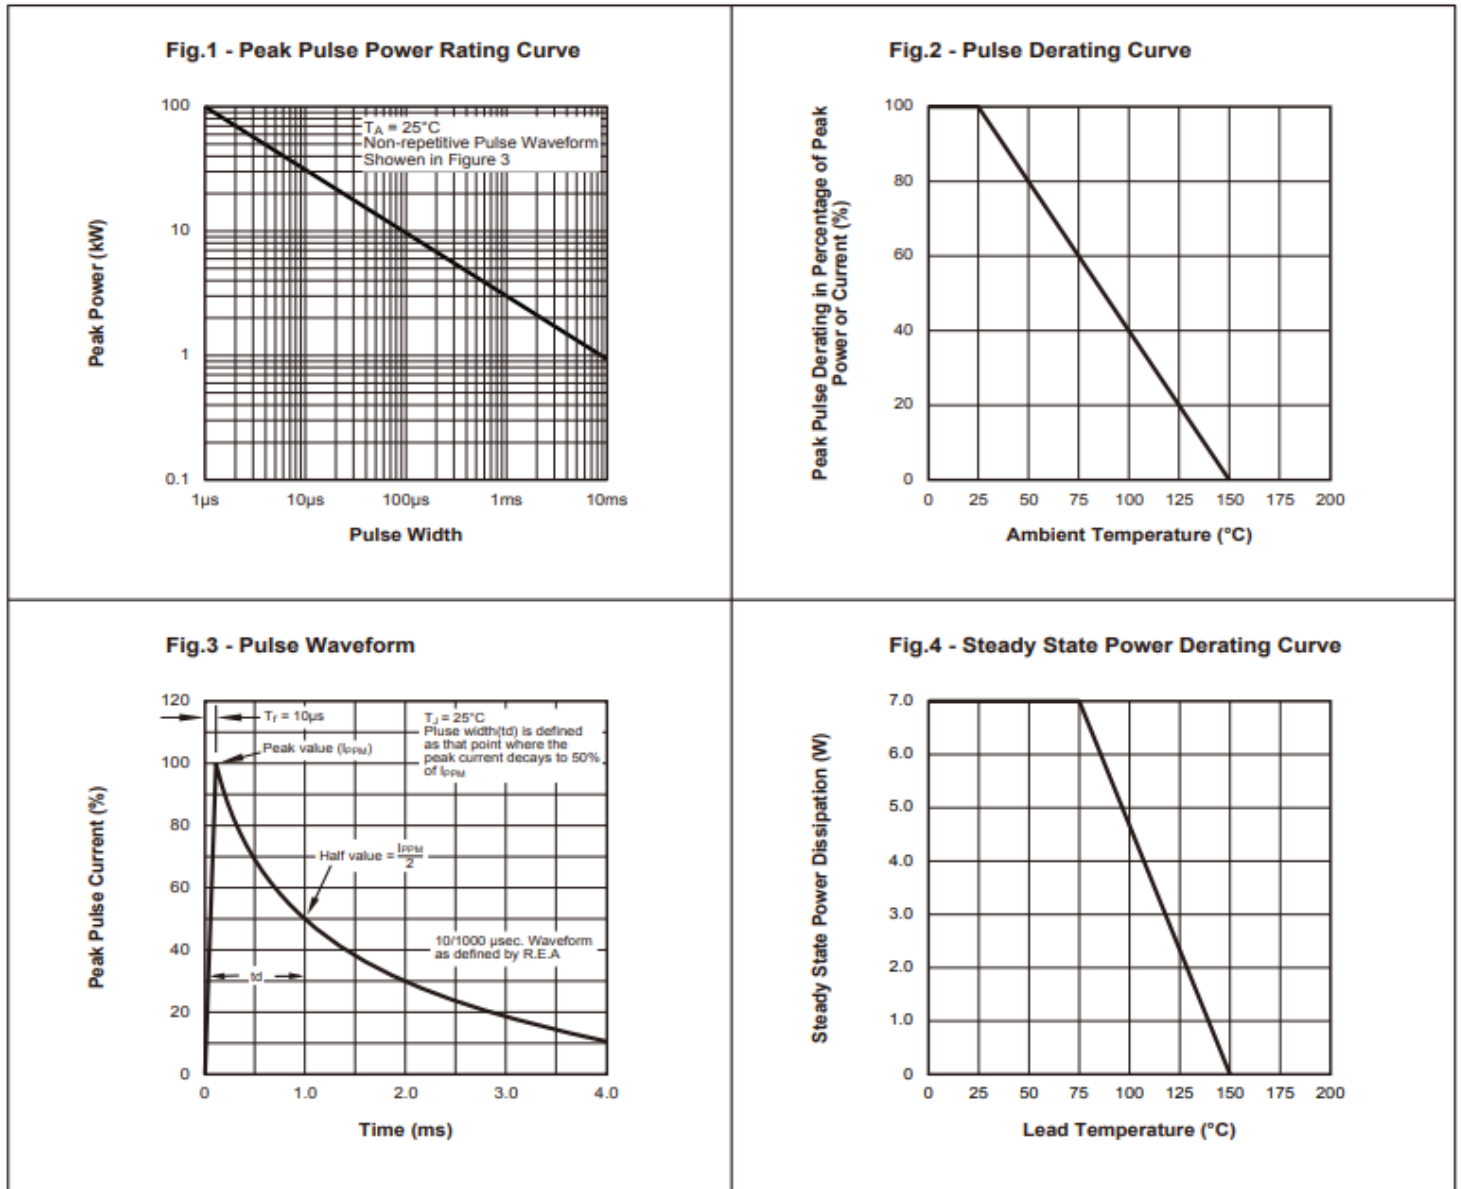 Fig.1 - Peak Pulse Power Rating Curve
Peak Power (kW)
100
10
1
0.1
TA = 25°C
Non-repetitive Pulse Waveform
Showen in Figure 3
1µs 10µs 100µs 1ms 10ms
Pulse Width
Fig.2 - Pulse Derating Curve
Peak Pulse Derating in Percentage of Peak
Power or Current (%)
100
80
60
40
20
0
0 25 50 75 100 125 150 175 200
Ambient Temperature (°C)
Fig.3 - Pulse Waveform
Peak Pulse Current (%)
120
100
80
60
40
20
0
Tr = 10µs
Peak value (IPPM)
TJ = 25°C
Pluse width(td) is defined
as that point where the
peak current decays to 50%
of IPPM
Half value = IPPM
2
10/1000 µsec. Waveform
as defined by R.E.A
td
0 1.0 2.0 3.0 4.0
Time (ms)
Fig.4 - Steady State Power Derating Curve
Steady State Power Dissipation (W)
7.0
6.0
5.0
4.0
3.0
2.0
1.0
0
0 25 50 75 100 125 150 175 200
Lead Temperature (°C)